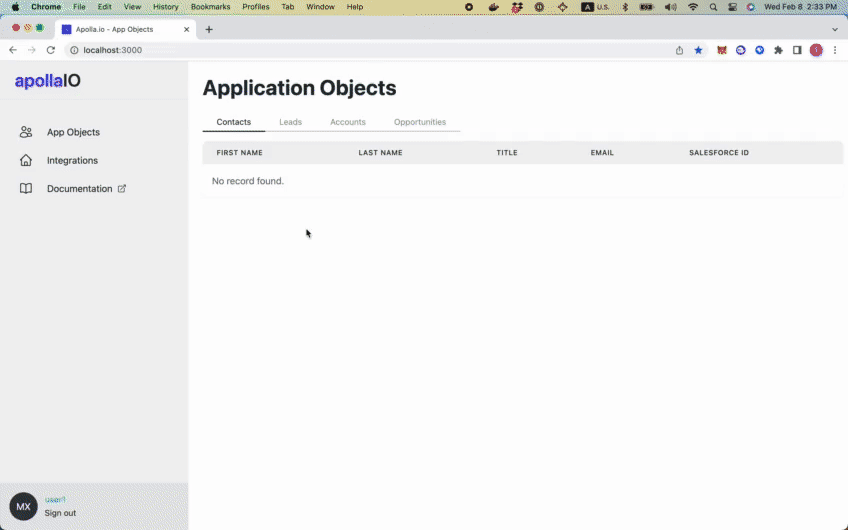 Chrome File Edit View History Bookmarks Profiles Tab Window Help A U.S. Wed Feb 8 2:33 PM
Apolla.io - App Objects
localhost:3000
apollaIO
Application Objects
Contacts Leads Accounts Opportunities
App Objects
Integrations
Documentation
FIRST NAME LAST NAME TITLE EMAIL SALESFORCE ID
No record found.
MX
user1
Sign out